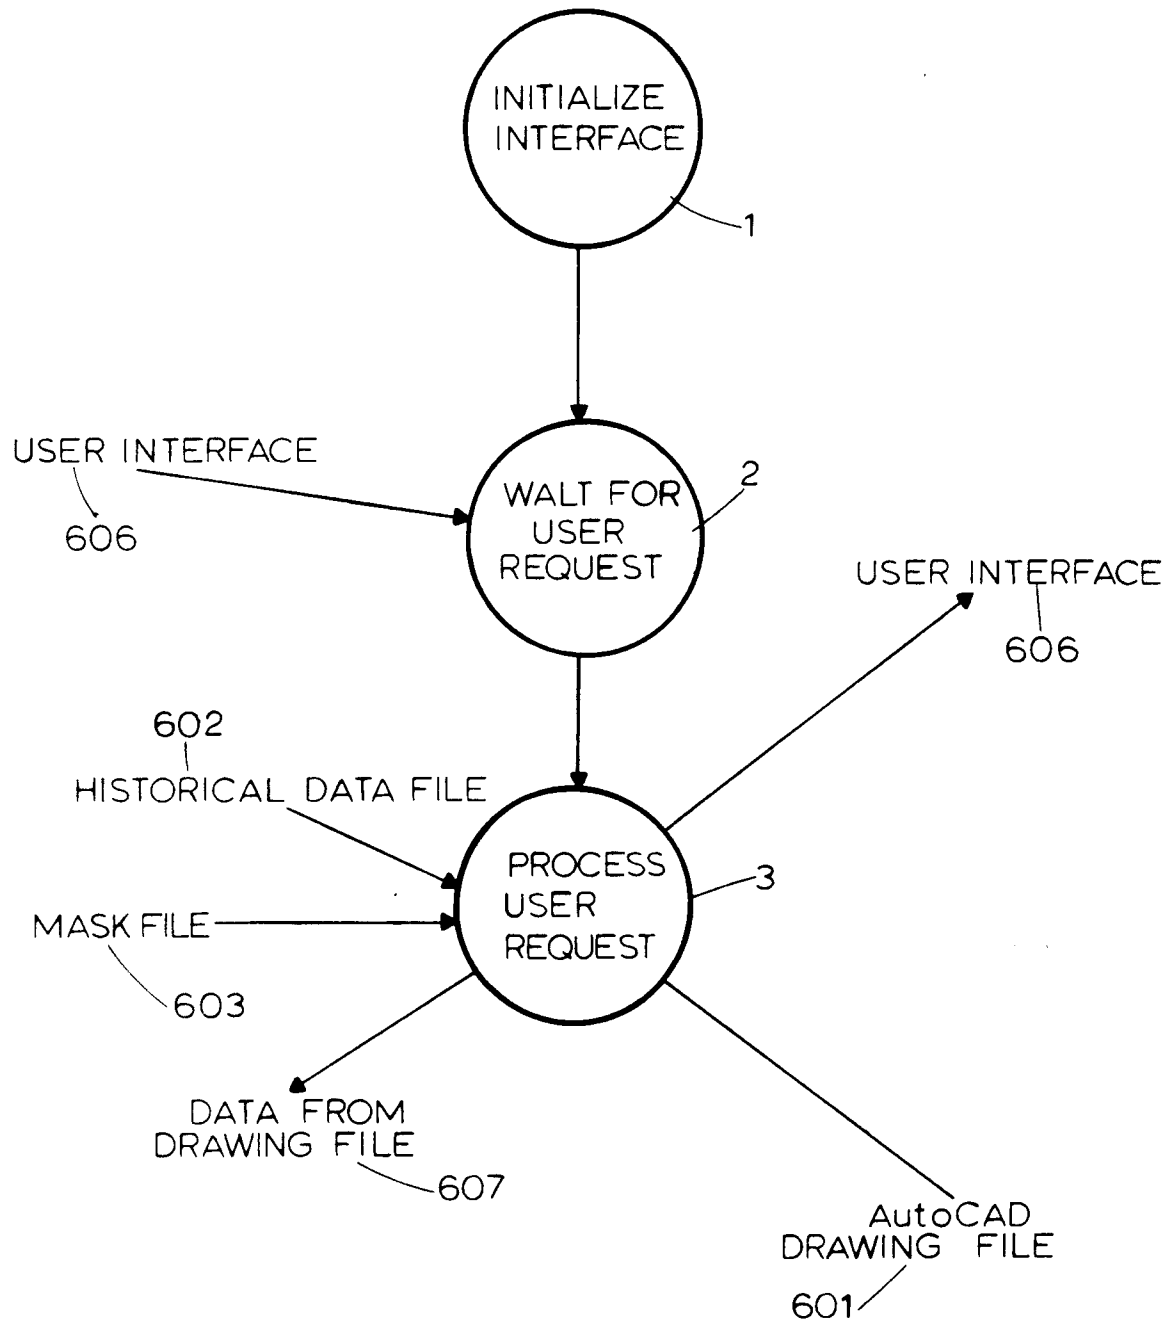 INITIALIZE
INTERFACE
1
USER INTERFACE
606
WALT FOR
USER
REQUEST
2
USER INTERFACE
606
602
HISTORICAL DATA FILE
PROCESS
USER
REQUEST
3
MASK FILE
603
DATA FROM
DRAWING FILE
607
AutoCAD
DRAWING FILE
601